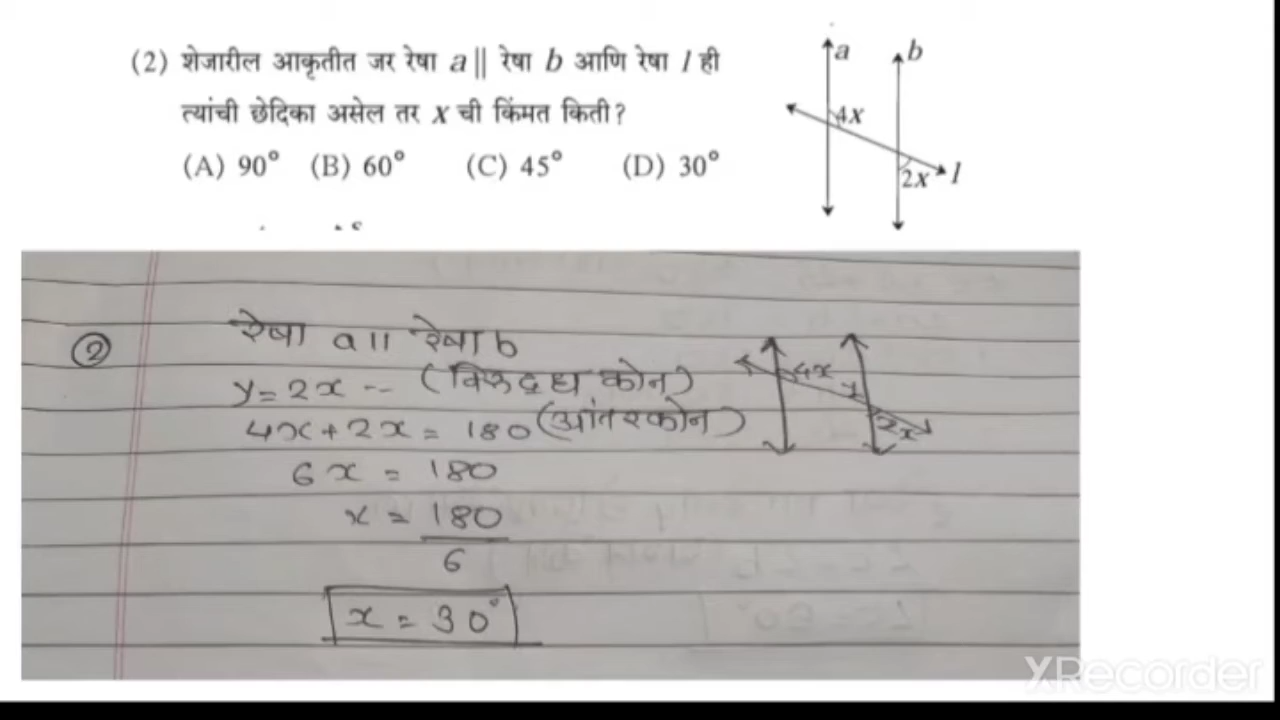 (2) शेजारील आकृतीत जर रेषा a || रेषा b आणि रेषा l ही
त्यांची छेदिका असेल तर x ची किंमत किती?
(A) 90° (B) 60° (C) 45° (D) 30°
a
b
4x
2x
l
②
रेषा a || रेषा b
y = 2x -- (विरुद्ध कोन)
4x + 2x = 180 (आंतरकोन)
6x = 180
x = 180
6
x = 30°
4x
y
2x
XRecorder